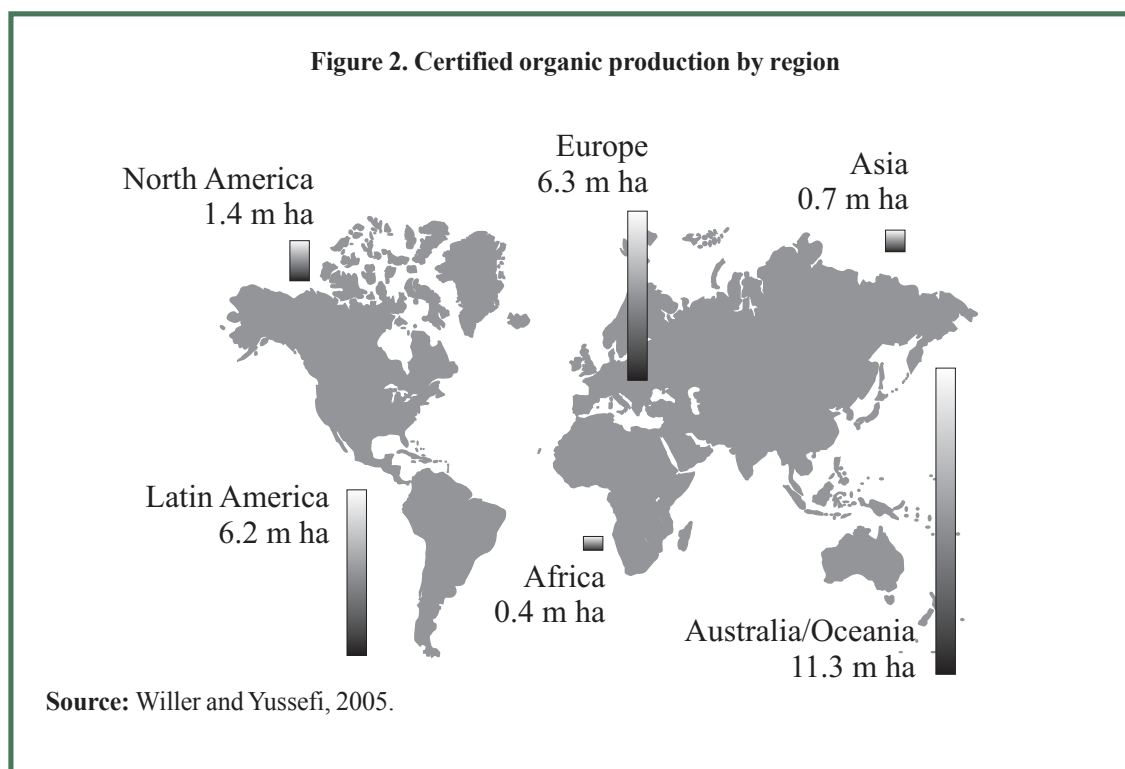 Figure 2. Certified organic production by region
Europe
6.3 m ha
Asia
0.7 m ha
North America
1.4 m ha
Latin America
6.2 m ha
Africa
0.4 m ha
Australia/Oceania
11.3 m ha
Source: Willer and Yussefi, 2005.